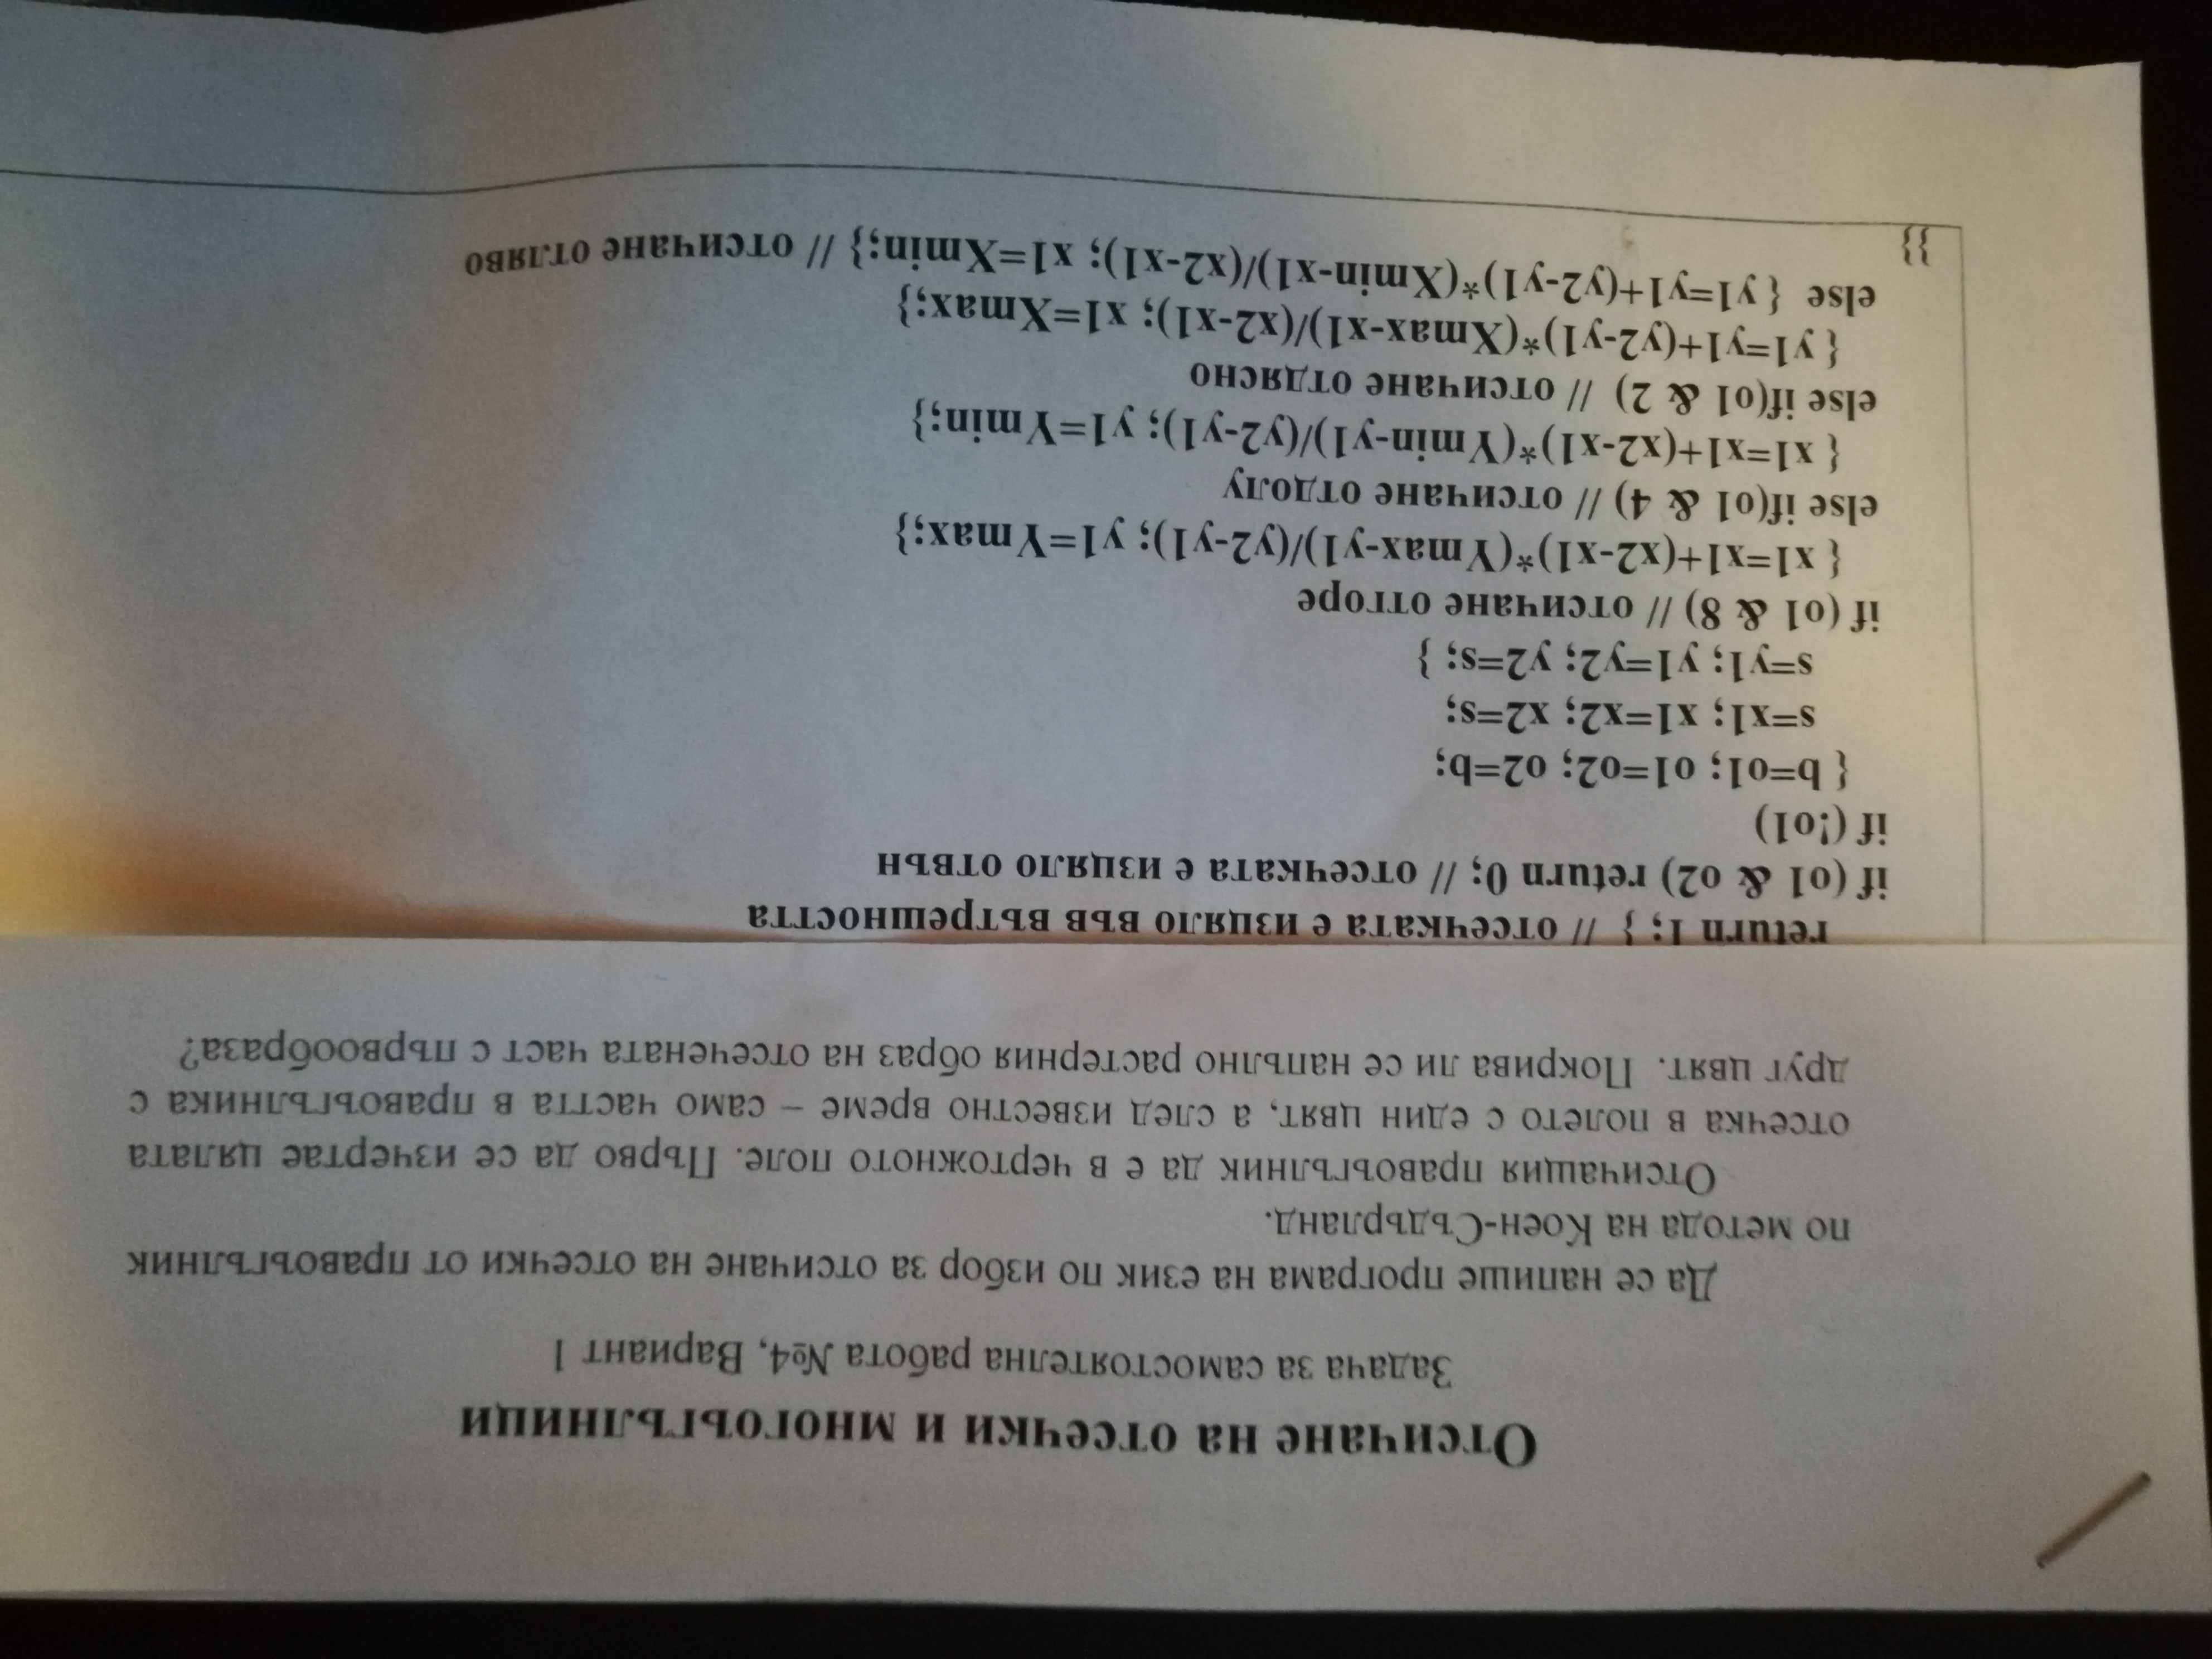 Отсичане на отсечки и многоъгълници
Задача за самостоятелна работа №4, Вариант 1
Да се напише програма на език по избор за отсичане на отсечки от правоъгълник
по метода на Коен-Съдърланд.
Отсичащия правоъгълник да е в чертожното поле. Първо да се изчертае цялата
отсечка в полето с един цвят, а след известно време – само частта в правоъгълника с
друг цвят. Покрива ли се напълно растерния образ на отсечената част с първообраза?
return 1; } // отсечката е изцяло във вътрешността
if (o1 & o2) return 0; // отсечката е изцяло отвън
if (!o1)
{ b=o1; o1=o2; o2=b;
s=x1; x1=x2; x2=s;
s=y1; y1=y2; y2=s; }
if (o1 & 8) // отсичане отгоре
{ x1=x1+(x2-x1)*(Ymax-y1)/(y2-y1); y1=Ymax;}
else if(o1 & 4) // отсичане отдолу
{ x1=x1+(x2-x1)*(Ymin-y1)/(y2-y1); y1=Ymin;}
else if(o1 & 2) // отсичане отдясно
{ y1=y1+(y2-y1)*(Xmax-x1)/(x2-x1); x1=Xmax;}
else { y1=y1+(y2-y1)*(Xmin-x1)/(x2-x1); x1=Xmin;} // отсичане отляво
}}